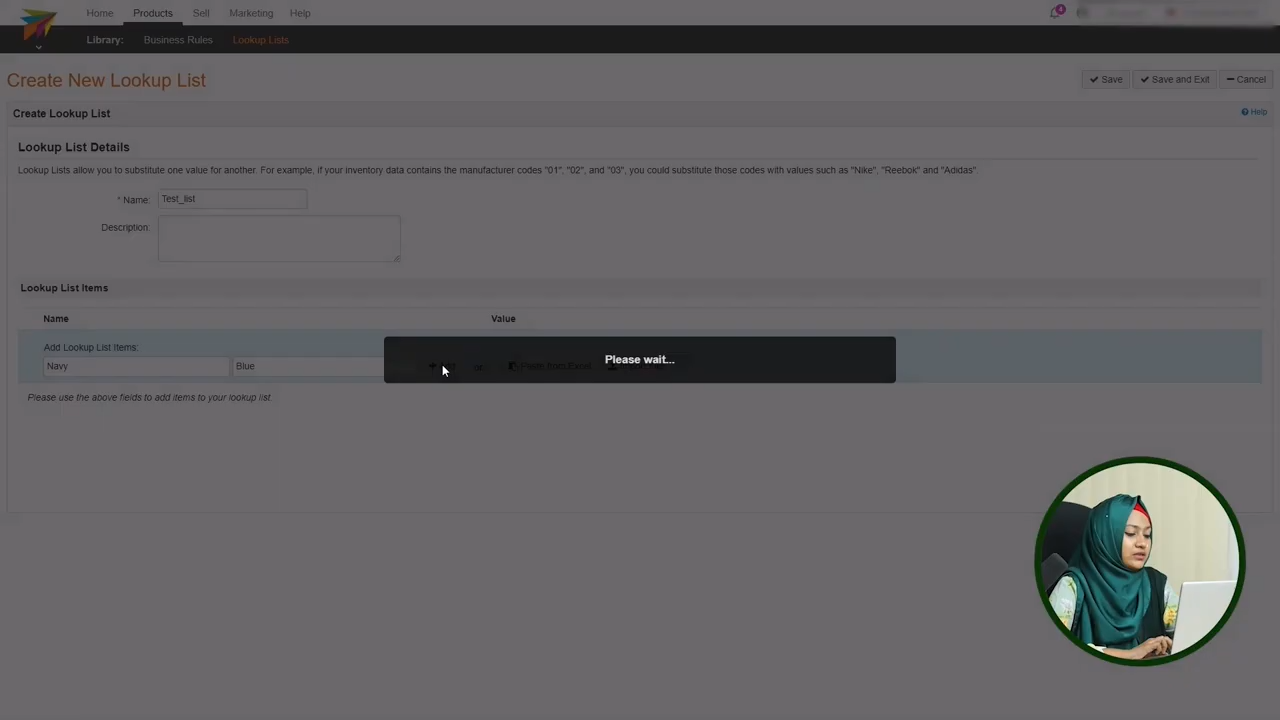 Home Products Sell Marketing Help
Library: Business Rules Lookup Lists
Create New Lookup List
Save Save and Exit Cancel
Create Lookup List
Help
Lookup List Details
Lookup Lists allow you to substitute one value for another. For example, if your inventory data contains the manufacturer codes "01", "02", and "03", you could substitute those codes with values such as "Nike", "Reebok" and "Adidas".
* Name: Test_list
Description:
Lookup List Items
Name Value
Add Lookup List Items:
Please wait...
Navy Blue or Paste from Excel
Please use the above fields to add items to your lookup list.